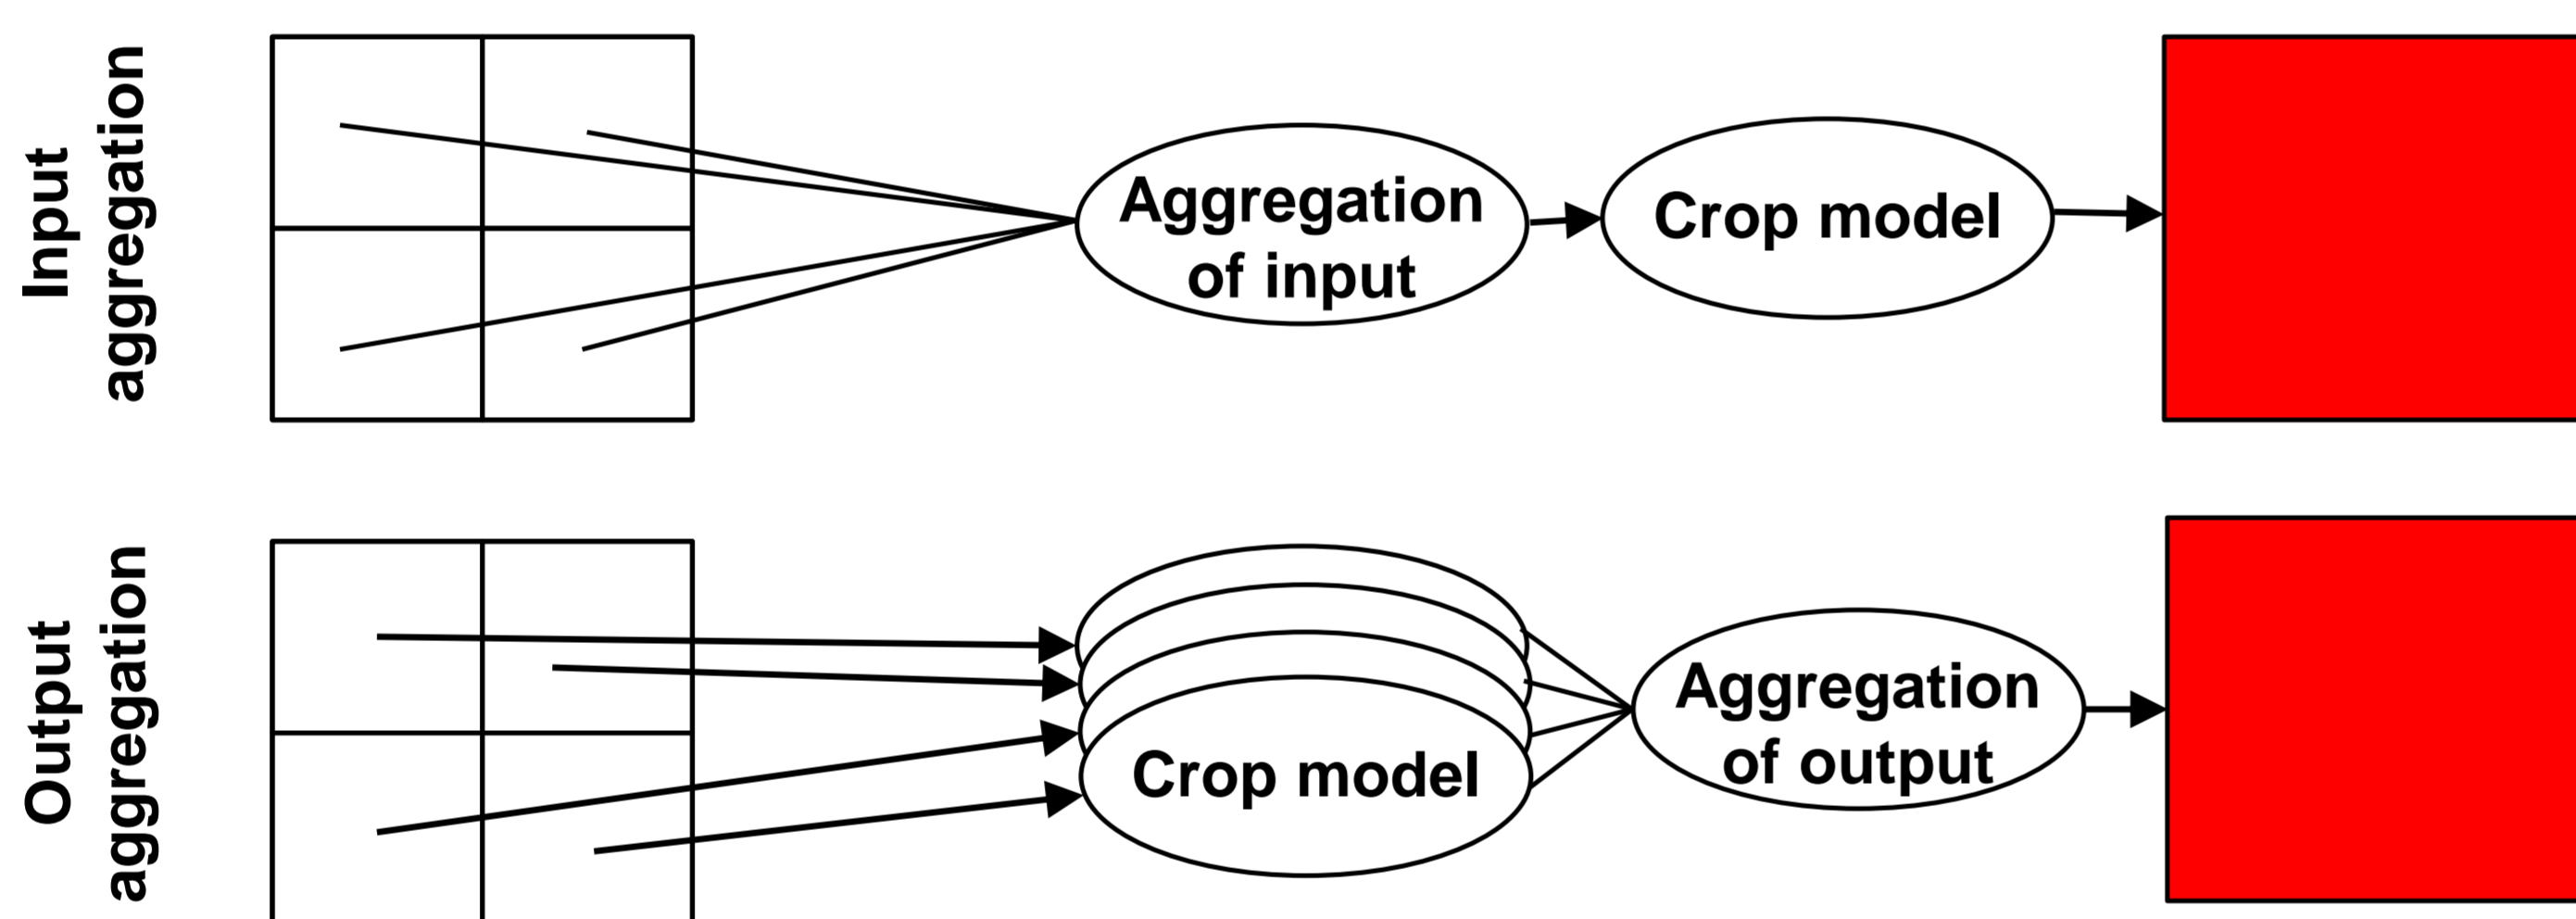 Input
aggregation
Aggregation
of input
Crop model
Output
aggregation
Crop model
Aggregation
of output